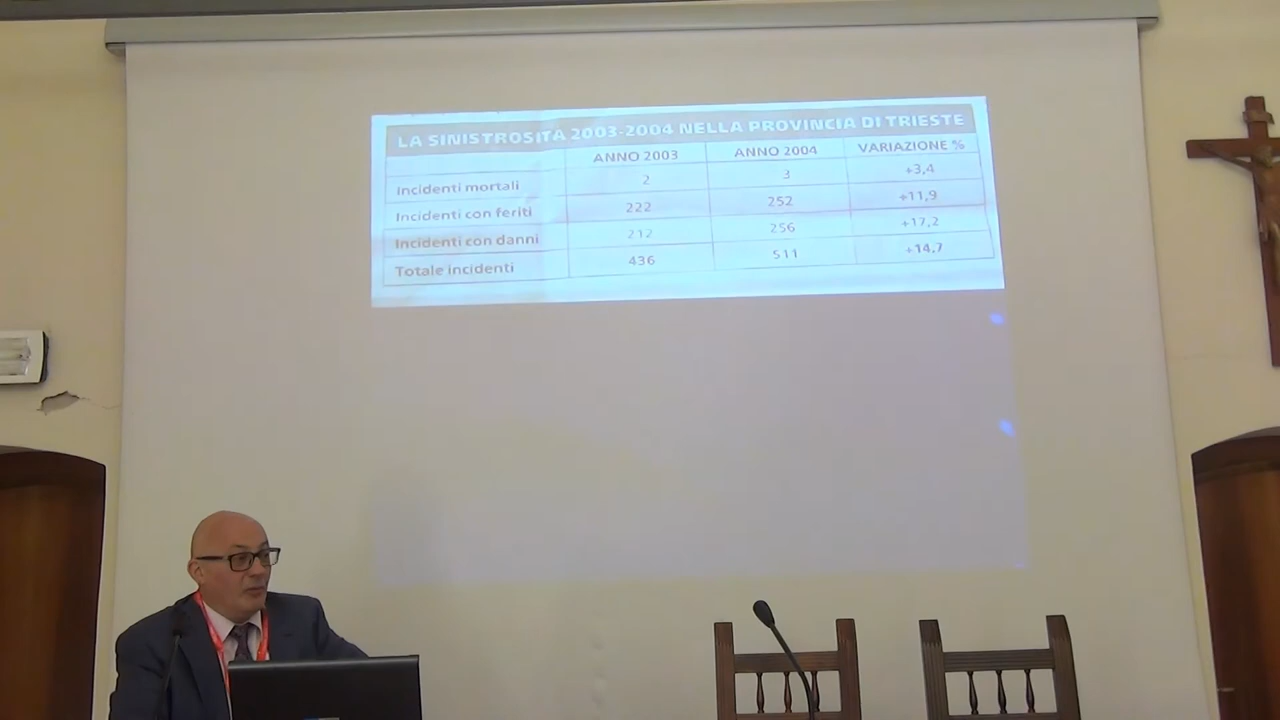 LA SINISTROSITÀ 2003-2004 NELLA PROVINCIA DI TRIESTE
ANNO 2003 ANNO 2004 VARIAZIONE %
Incidenti mortali 2 3 +3,4
Incidenti con feriti 222 252 +11,9
Incidenti con danni 212 256 +17,2
Totale incidenti 436 511 +14,7